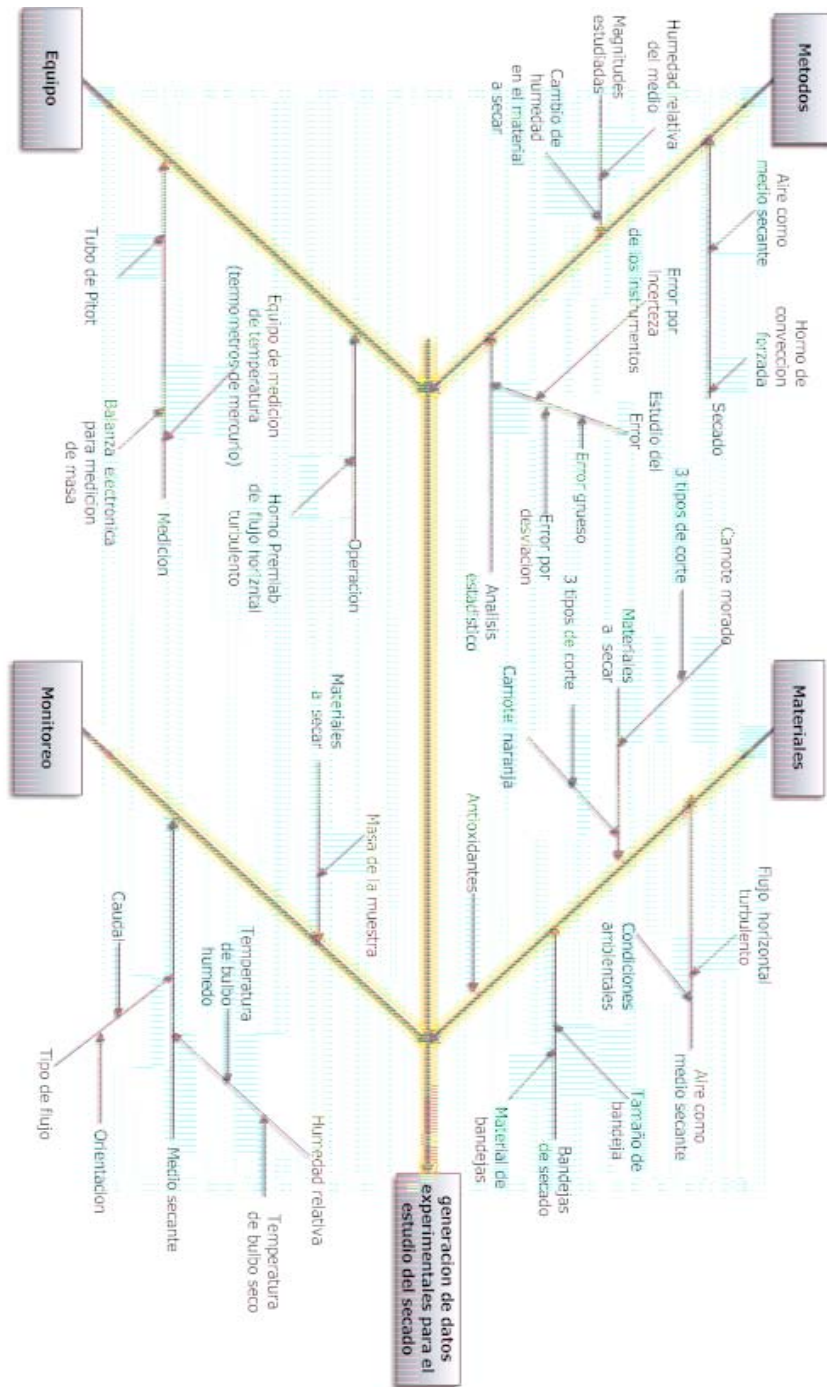 Metodos
Materiales
Equipo
Monitoreo
generacion de datos
experimentales para el
estudio del secado
Secado
Aire como
medio secante
Horno de
conveccion
forzada
Magnitudes
estudiadas
Humedad relativa
del medio
Cambio de
humedad
en el material
a secar
Analisis
estadistico
Estudio del
Error
Error por
incerteza
de los instrumentos
Error grueso
Error por
desviacion
Aire como
medio secante
Flujo horizontal
turbulento
Condiciones
ambientales
Materiales
a secar
Camote morado
3 tipos de corte
Camote naranja
3 tipos de corte
Bandejas
de secado
Tamaño de
bandeja
Material de
bandejas
Antioxidantes
Operacion
Horno Premlab
de flujo horizntal
turbulento
Medicion
Tubo de Pitot
Equipo de medicion
de temperatura
(termometros de mercurio)
Balanza electronica
para medicion
de masa
Materiales
a secar
Masa de la muestra
Medio secante
Humedad relativa
Temperatura
de bulbo
humedo
Temperatura
de bulbo seco
Tipo de flujo
Caudal
Orientacion